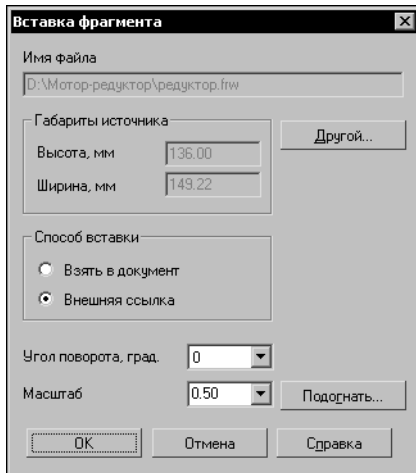 Вставка фрагмента
Имя файла
D:\Мотор-редуктор\редуктор.frw
Габариты источника
Высота, мм 136.00
Ширина, мм 149.22
Другой...
Способ вставки
Взять в документ
Внешняя ссылка
Угол поворота, град. 0
Масштаб 0.50 Подогнать...
OK Отмена Справка